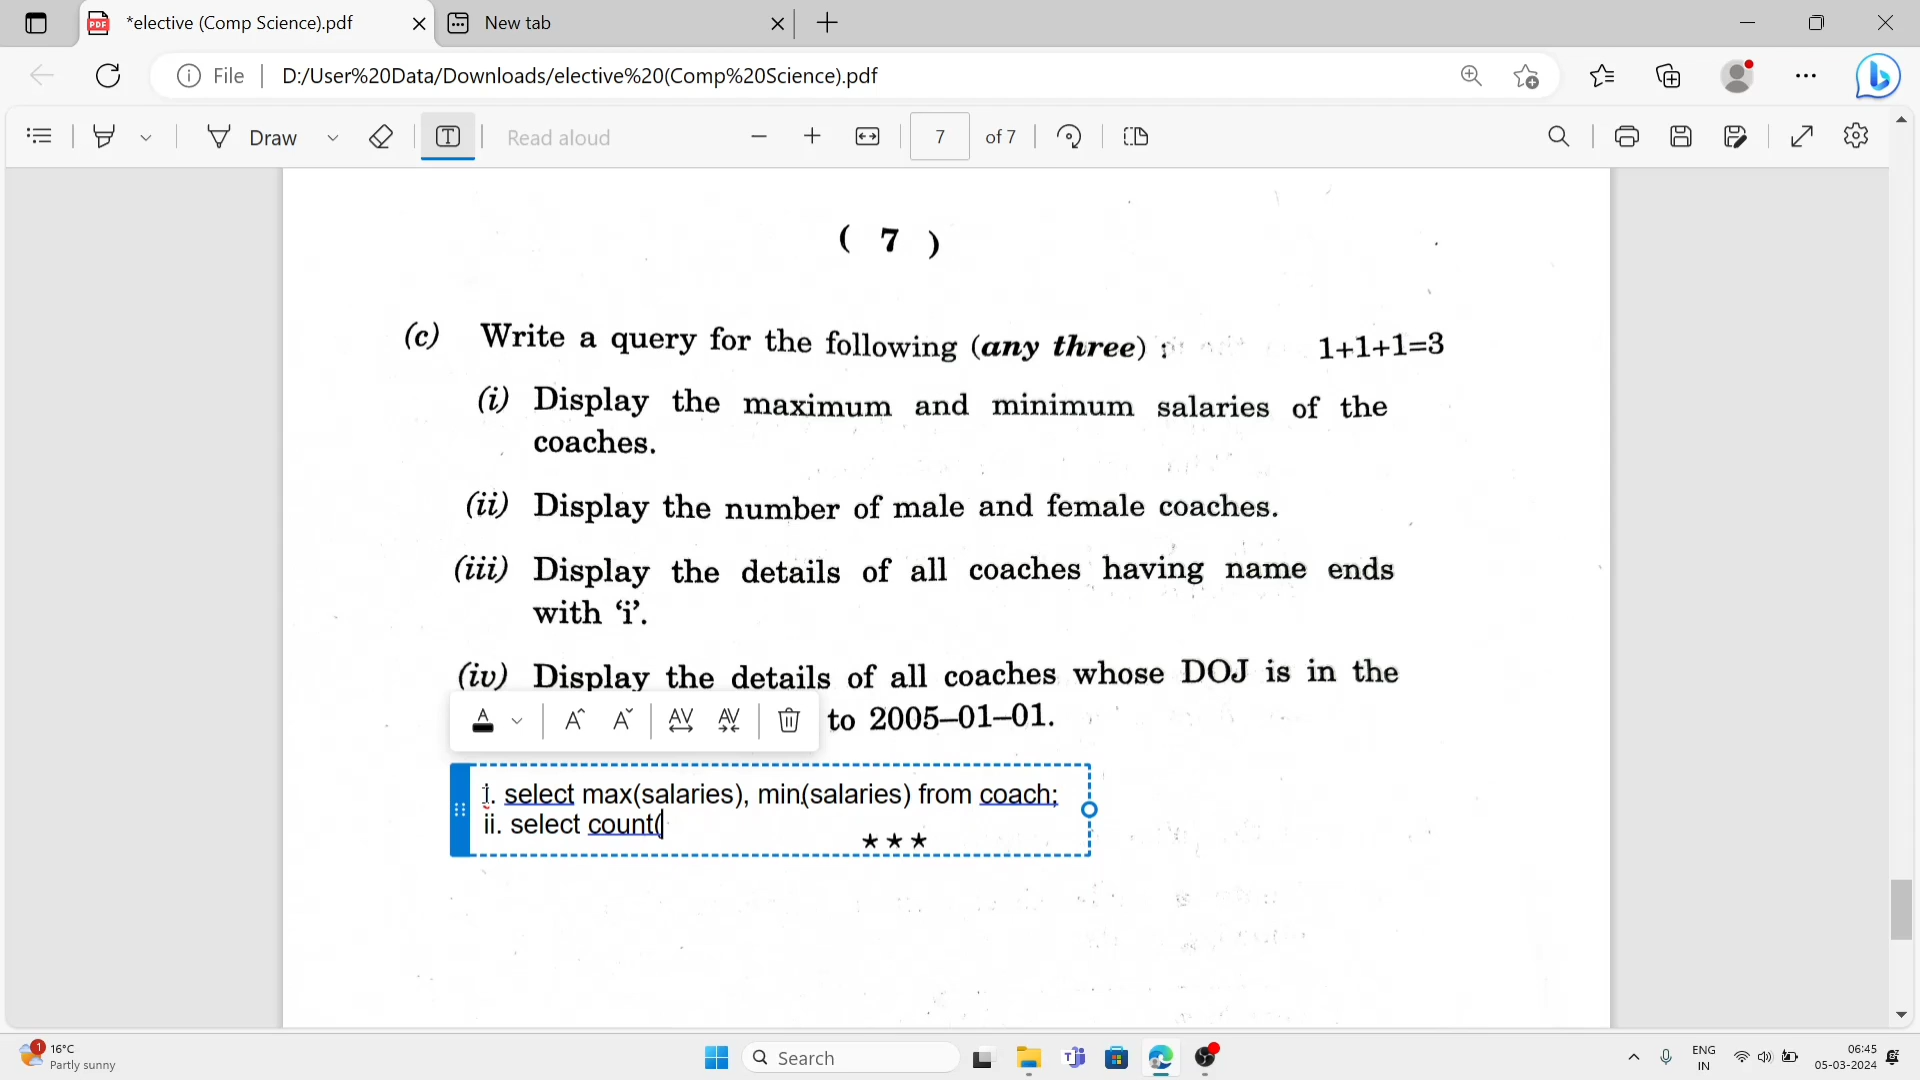 *elective (Comp Science).pdf
New tab
File
D:/User%20Data/Downloads/elective%20(Comp%20Science).pdf
Draw
Read aloud
7
of 7
( 7 )
(c) Write a query for the following (any three) : 1+1+1=3
(i) Display the maximum and minimum salaries of the
coaches.
(ii) Display the number of male and female coaches.
(iii) Display the details of all coaches having name ends
with ‘i’.
(iv) Display the details of all coaches whose DOJ is in the
to 2005–01–01.
i. select max(salaries), min(salaries) from coach;
ii. select count(
★ ★ ★
1
16°C
Partly sunny
Search
ENG
IN
06:45
05-03-2024